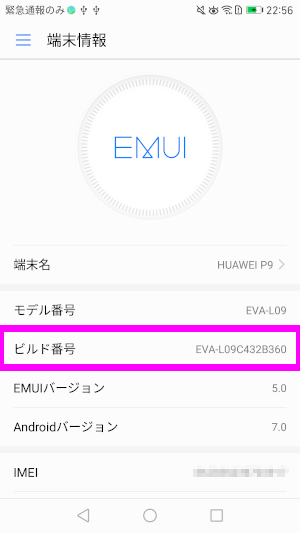 緊急通報のみ 22:56
端末情報
EMUI
端末名 HUAWEI P9
モデル番号 EVA-L09
ビルド番号 EVA-L09C432B360
EMUIバージョン 5.0
Androidバージョン 7.0
IMEI